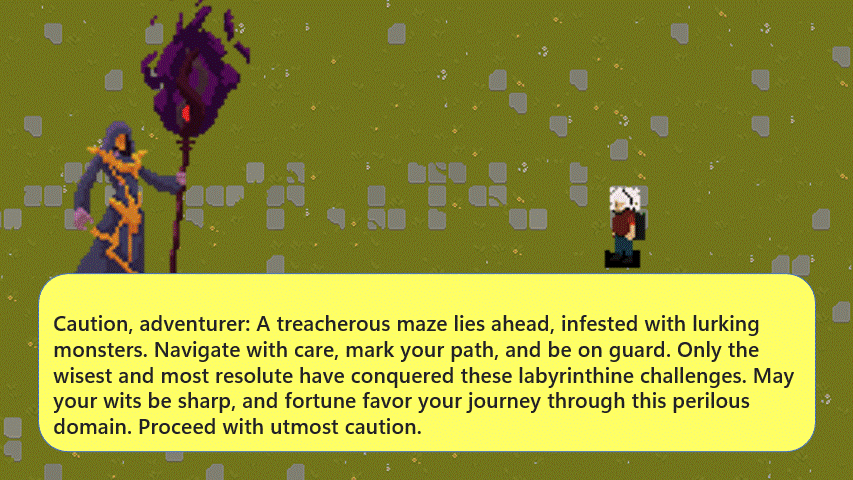 Caution, adventurer: A treacherous maze lies ahead, infested with lurking
monsters. Navigate with care, mark your path, and be on guard. Only the
wisest and most resolute have conquered these labyrinthine challenges. May
your wits be sharp, and fortune favor your journey through this perilous
domain. Proceed with utmost caution.